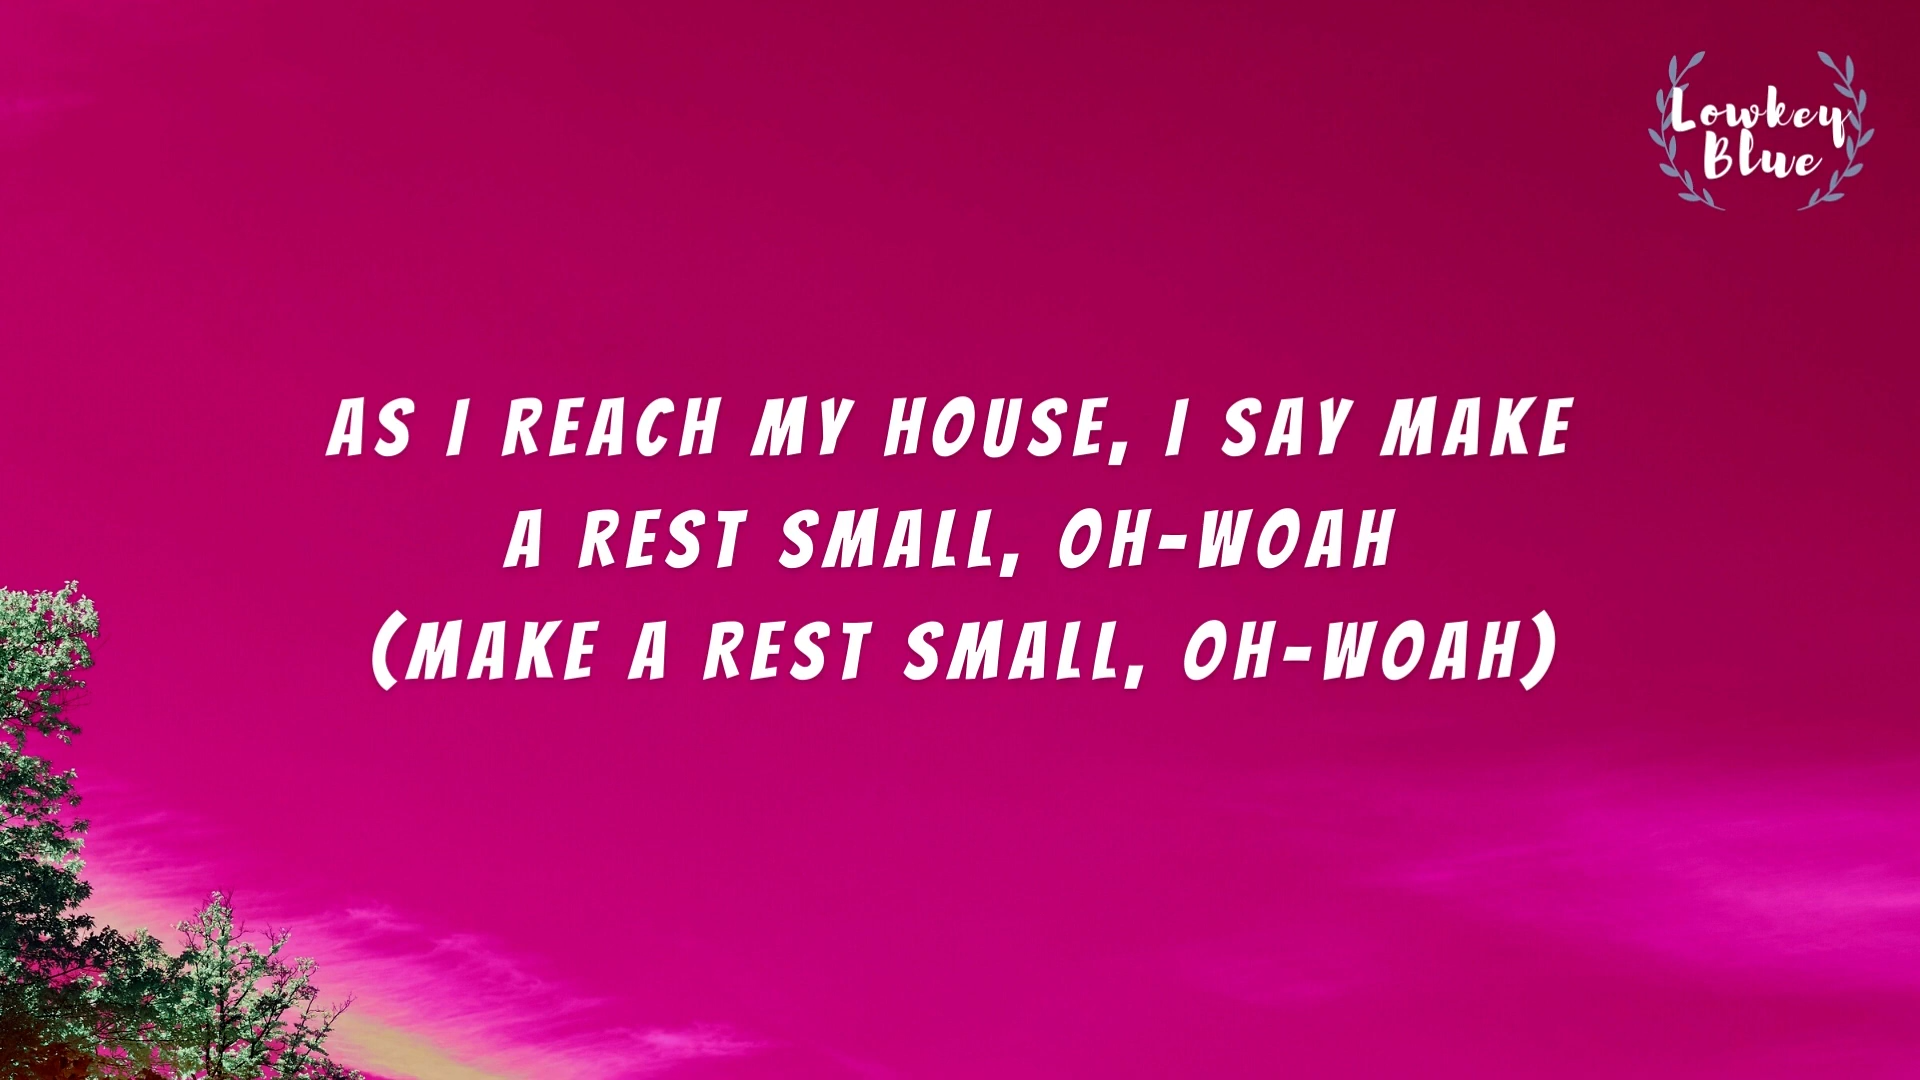 Lowkey
Blue
AS I REACH MY HOUSE, I SAY MAKE
A REST SMALL, OH-WOAH
(MAKE A REST SMALL, OH-WOAH)